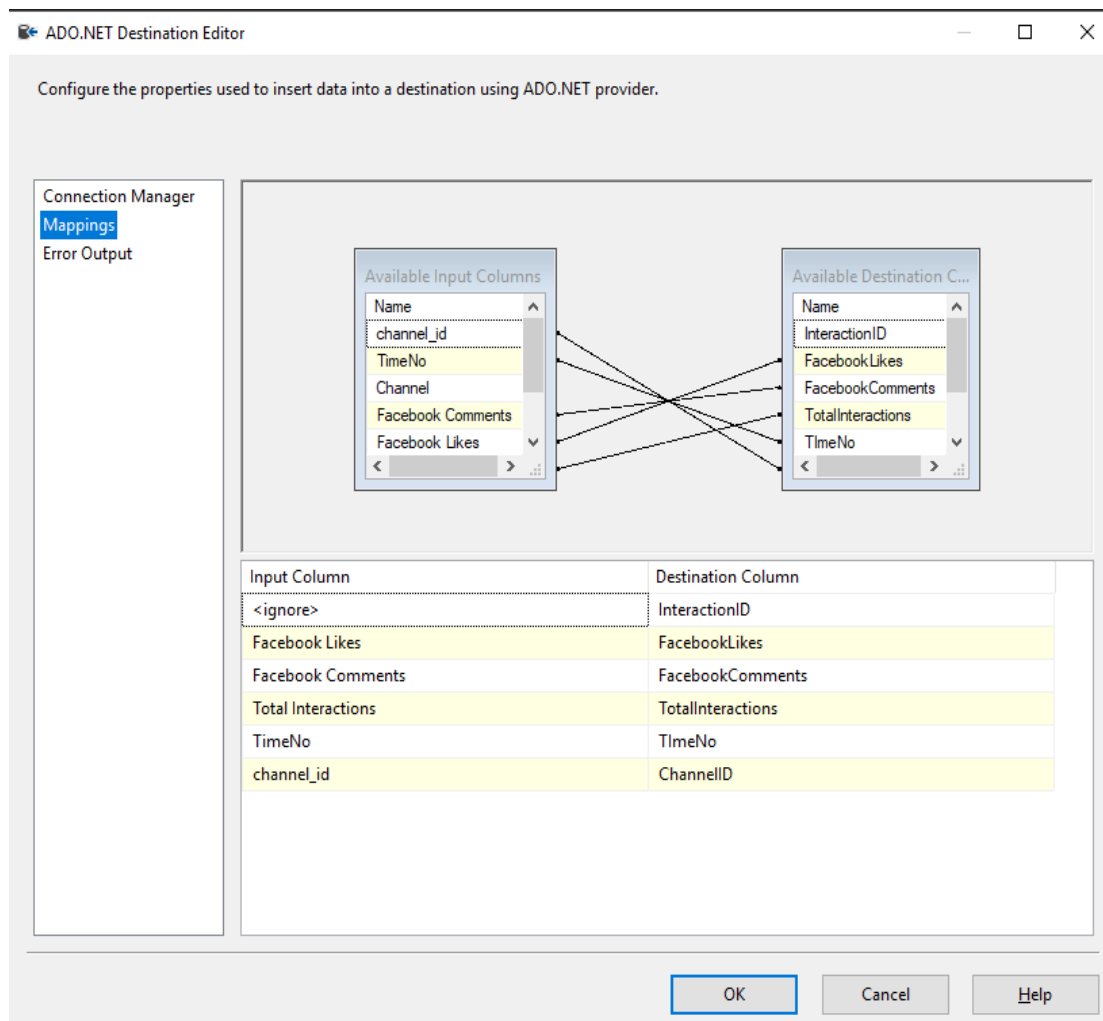 ADO.NET Destination Editor
Configure the properties used to insert data into a destination using ADO.NET provider.
Connection Manager
Mappings
Error Output
Available Input Columns
Name
channel_id
TimeNo
Channel
Facebook Comments
Facebook Likes
Available Destination C...
Name
InteractionID
FacebookLikes
FacebookComments
TotalInteractions
TImeNo
Input Column Destination Column
<ignore> InteractionID
Facebook Likes FacebookLikes
Facebook Comments FacebookComments
Total Interactions TotalInteractions
TimeNo TImeNo
channel_id ChannelID
OK Cancel Help